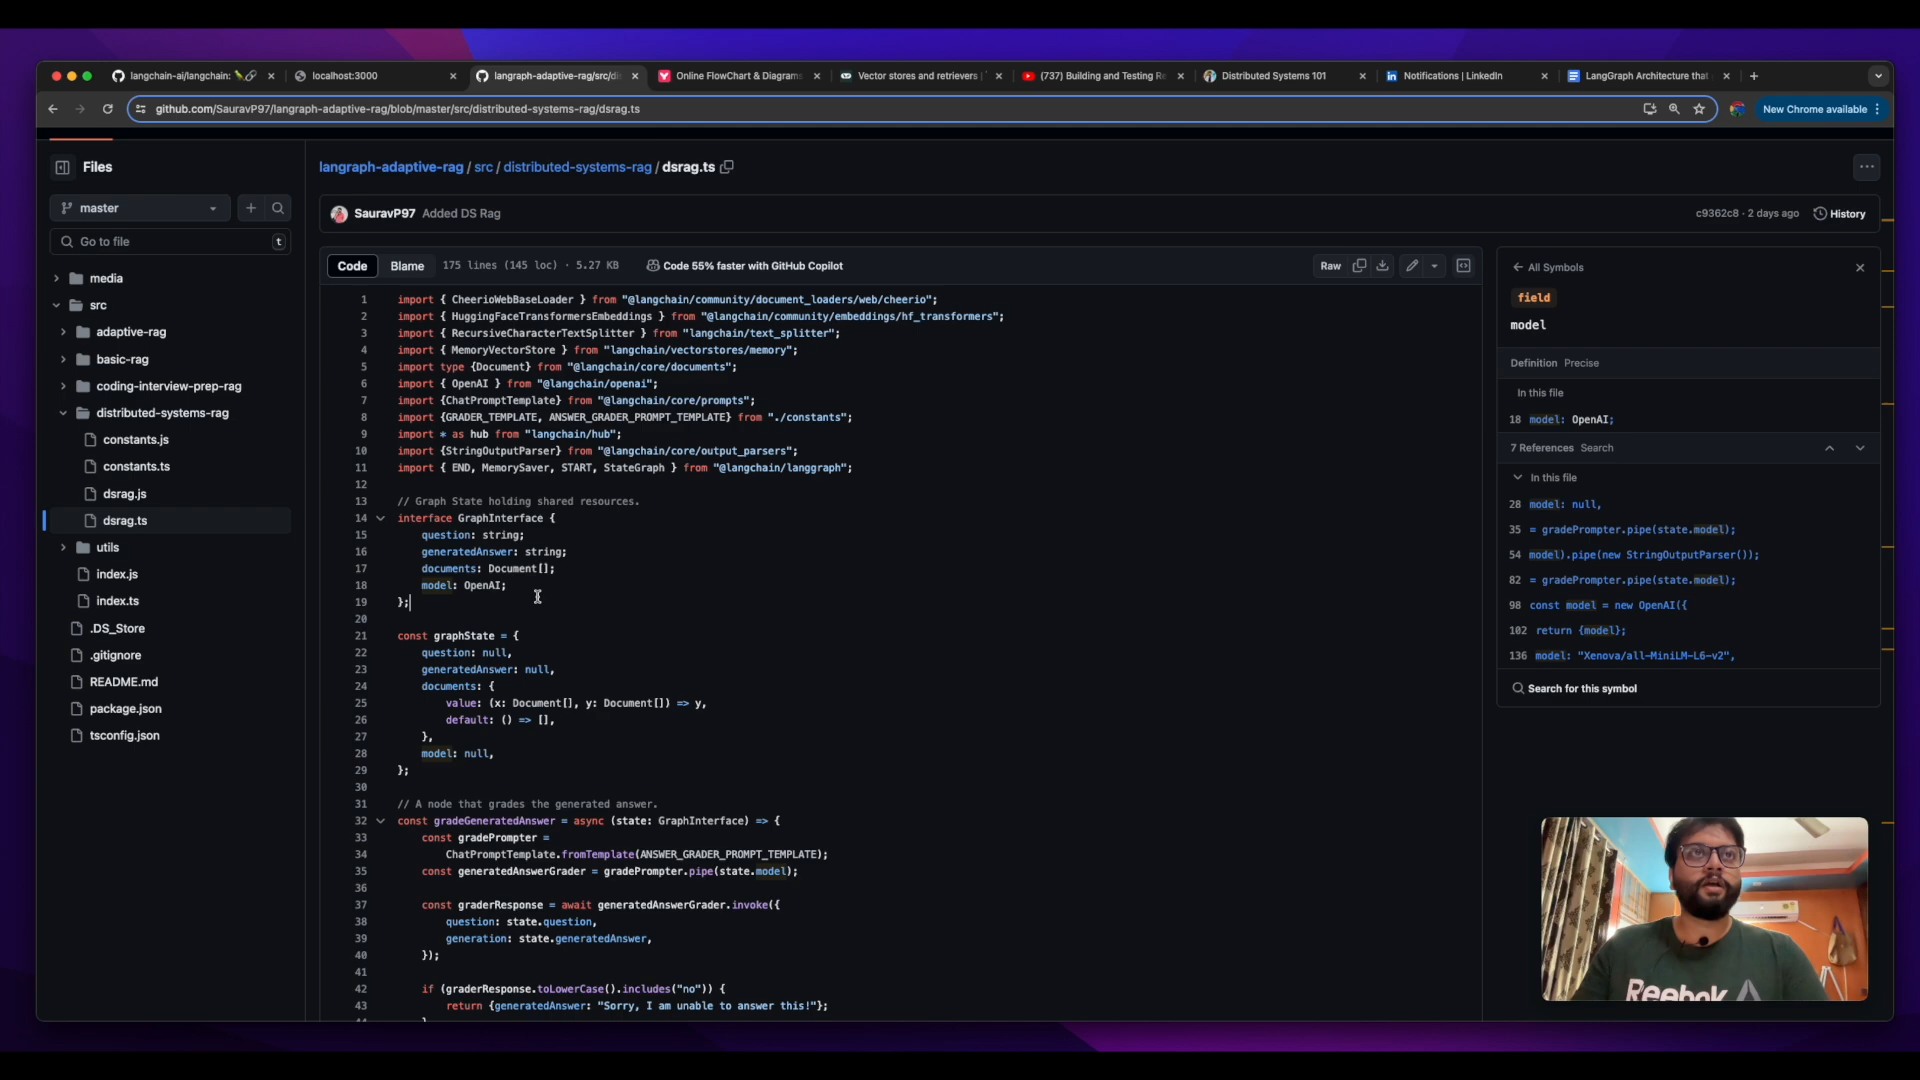 langchain-ai/langchain: 🦜🔗
localhost:3000
langraph-adaptive-rag/src/di
Online FlowChart & Diagrams
Vector stores and retrievers |
(737) Building and Testing Re
Distributed Systems 101
Notifications | LinkedIn
LangGraph Architecture that
github.com/SauravP97/langraph-adaptive-rag/blob/master/src/distributed-systems-rag/dsrag.ts
New Chrome available
Files
master
Go to file
t
media
src
adaptive-rag
basic-rag
coding-interview-prep-rag
distributed-systems-rag
constants.js
constants.ts
dsrag.js
dsrag.ts
utils
index.js
index.ts
.DS_Store
.gitignore
README.md
package.json
tsconfig.json
langraph-adaptive-rag / src / distributed-systems-rag / dsrag.ts
SauravP97 Added DS Rag
c9362c8 · 2 days ago
History
Code
Blame
175 lines (145 loc) · 5.27 KB
Code 55% faster with GitHub Copilot
Raw
1 import { CheerioWebBaseLoader } from "@langchain/community/document_loaders/web/cheerio";
2 import { HuggingFaceTransformersEmbeddings } from "@langchain/community/embeddings/hf_transformers";
3 import { RecursiveCharacterTextSplitter } from "langchain/text_splitter";
4 import { MemoryVectorStore } from "langchain/vectorstores/memory";
5 import type {Document} from "@langchain/core/documents";
6 import { OpenAI } from "@langchain/openai";
7 import {ChatPromptTemplate} from "@langchain/core/prompts";
8 import {GRADER_TEMPLATE, ANSWER_GRADER_PROMPT_TEMPLATE} from "./constants";
9 import * as hub from "langchain/hub";
10 import {StringOutputParser} from "@langchain/core/output_parsers";
11 import { END, MemorySaver, START, StateGraph } from "@langchain/langgraph";
12
13 // Graph State holding shared resources.
14 interface GraphInterface {
15 question: string;
16 generatedAnswer: string;
17 documents: Document[];
18 model: OpenAI;
19 };
20
21 const graphState = {
22 question: null,
23 generatedAnswer: null,
24 documents: {
25 value: (x: Document[], y: Document[]) => y,
26 default: () => [],
27 },
28 model: null,
29 };
30
31 // A node that grades the generated answer.
32 const gradeGeneratedAnswer = async (state: GraphInterface) => {
33 const gradePrompter =
34 ChatPromptTemplate.fromTemplate(ANSWER_GRADER_PROMPT_TEMPLATE);
35 const generatedAnswerGrader = gradePrompter.pipe(state.model);
36
37 const graderResponse = await generatedAnswerGrader.invoke({
38 question: state.question,
39 generation: state.generatedAnswer,
40 });
41
42 if (graderResponse.toLowerCase().includes("no")) {
43 return {generatedAnswer: "Sorry, I am unable to answer this!"};
All Symbols
field
model
Definition Precise
In this file
18 model: OpenAI;
7 References Search
In this file
28 model: null,
35 = gradePrompter.pipe(state.model);
54 model).pipe(new StringOutputParser());
82 = gradePrompter.pipe(state.model);
98 const model = new OpenAI({
102 return {model};
136 model: "Xenova/all-MiniLM-L6-v2",
Search for this symbol
Reebok